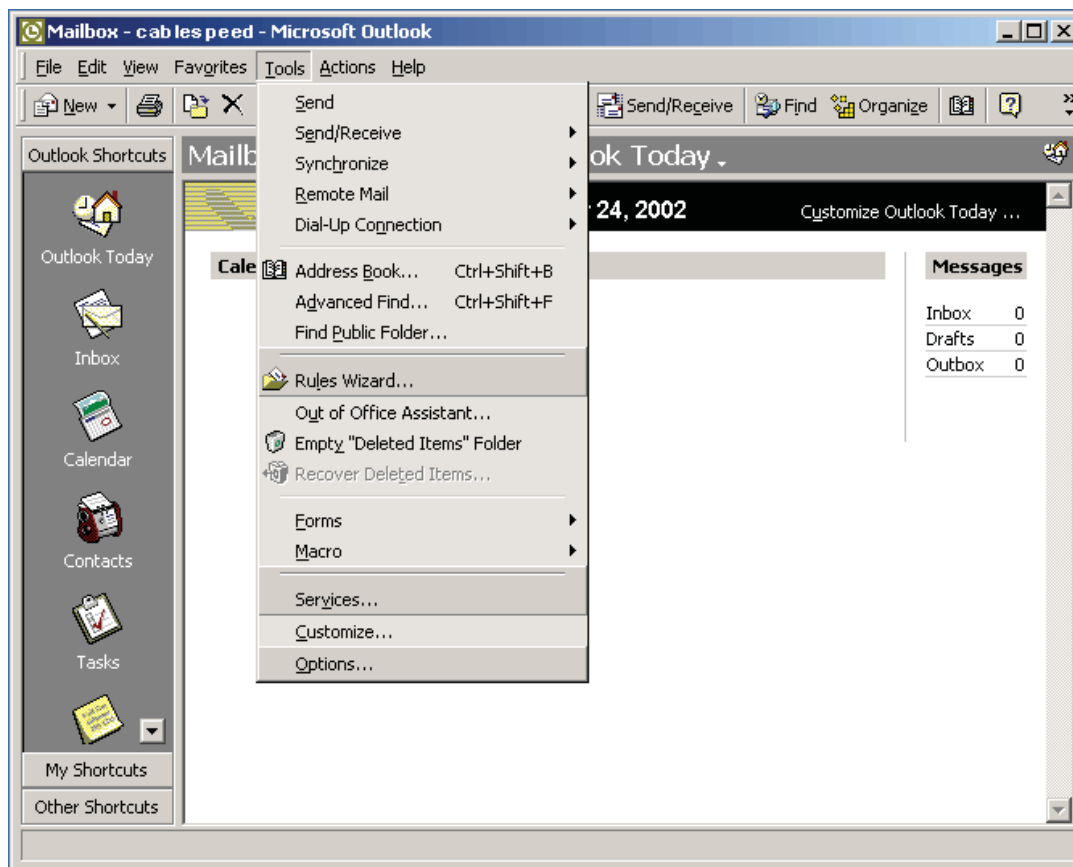 Mailbox - cablespeed - Microsoft Outlook
File Edit View Favorites Tools Actions Help
New Send/Receive Find Organize
Outlook Shortcuts
Mailb ok Today
24, 2002 Customize Outlook Today ...
Cale
Messages
Inbox 0
Drafts 0
Outbox 0
Outlook Today
Inbox
Calendar
Contacts
Tasks
My Shortcuts
Other Shortcuts
Send
Send/Receive
Synchronize
Remote Mail
Dial-Up Connection
Address Book... Ctrl+Shift+B
Advanced Find... Ctrl+Shift+F
Find Public Folder...
Rules Wizard...
Out of Office Assistant...
Empty "Deleted Items" Folder
Recover Deleted Items...
Forms
Macro
Services...
Customize...
Options...